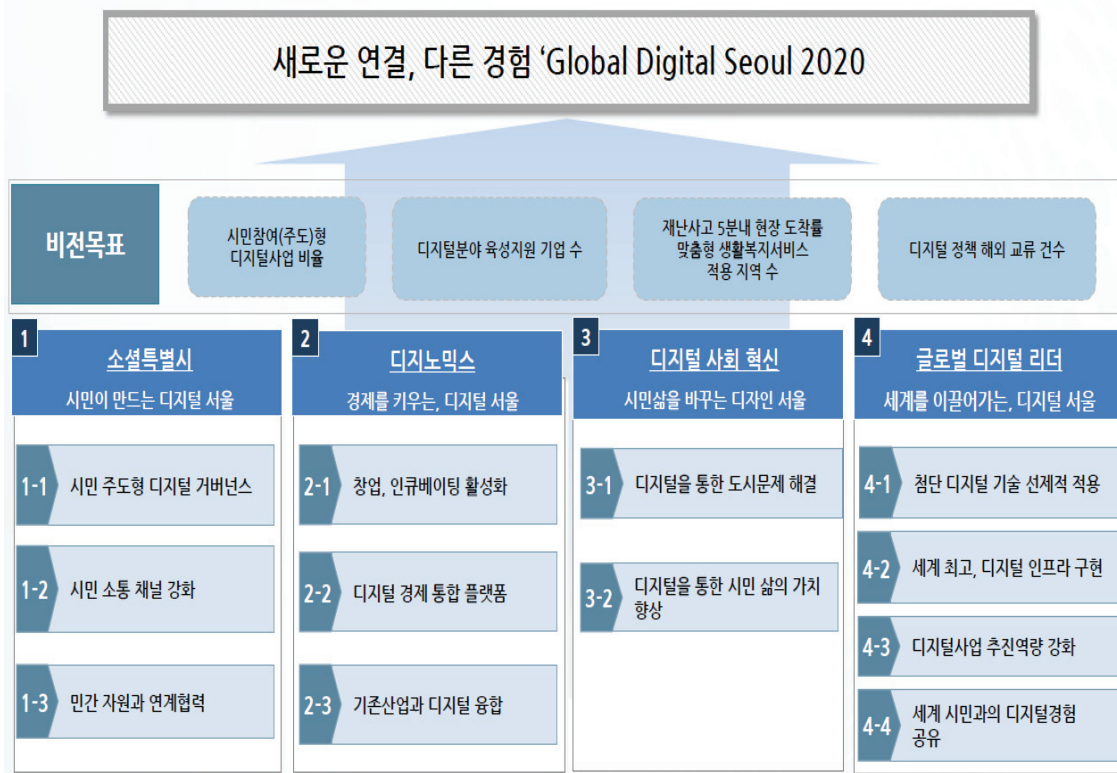 새로운 연결, 다른 경험 ‘Global Digital Seoul 2020
비전목표
시민참여(주도)형
디지털사업 비율
디지털분야 육성지원 기업 수
재난사고 5분내 현장 도착률
맞춤형 생활복지서비스
적용 지역 수
디지털 정책 해외 교류 건수
1
소셜특별시
시민이 만드는 디지털 서울
1-1
시민 주도형 디지털 거버넌스
1-2
시민 소통 채널 강화
1-3
민간 자원과 연계협력
2
디지노믹스
경제를 키우는, 디지털 서울
2-1
창업, 인큐베이팅 활성화
2-2
디지털 경제 통합 플랫폼
2-3
기존산업과 디지털 융합
3
디지털 사회 혁신
시민삶을 바꾸는 디자인 서울
3-1
디지털을 통한 도시문제 해결
3-2
디지털을 통한 시민 삶의 가치
향상
4
글로벌 디지털 리더
세계를 이끌어가는, 디지털 서울
4-1
첨단 디지털 기술 선제적 적용
4-2
세계 최고, 디지털 인프라 구현
4-3
디지털사업 추진역량 강화
4-4
세계 시민과의 디지털경험
공유